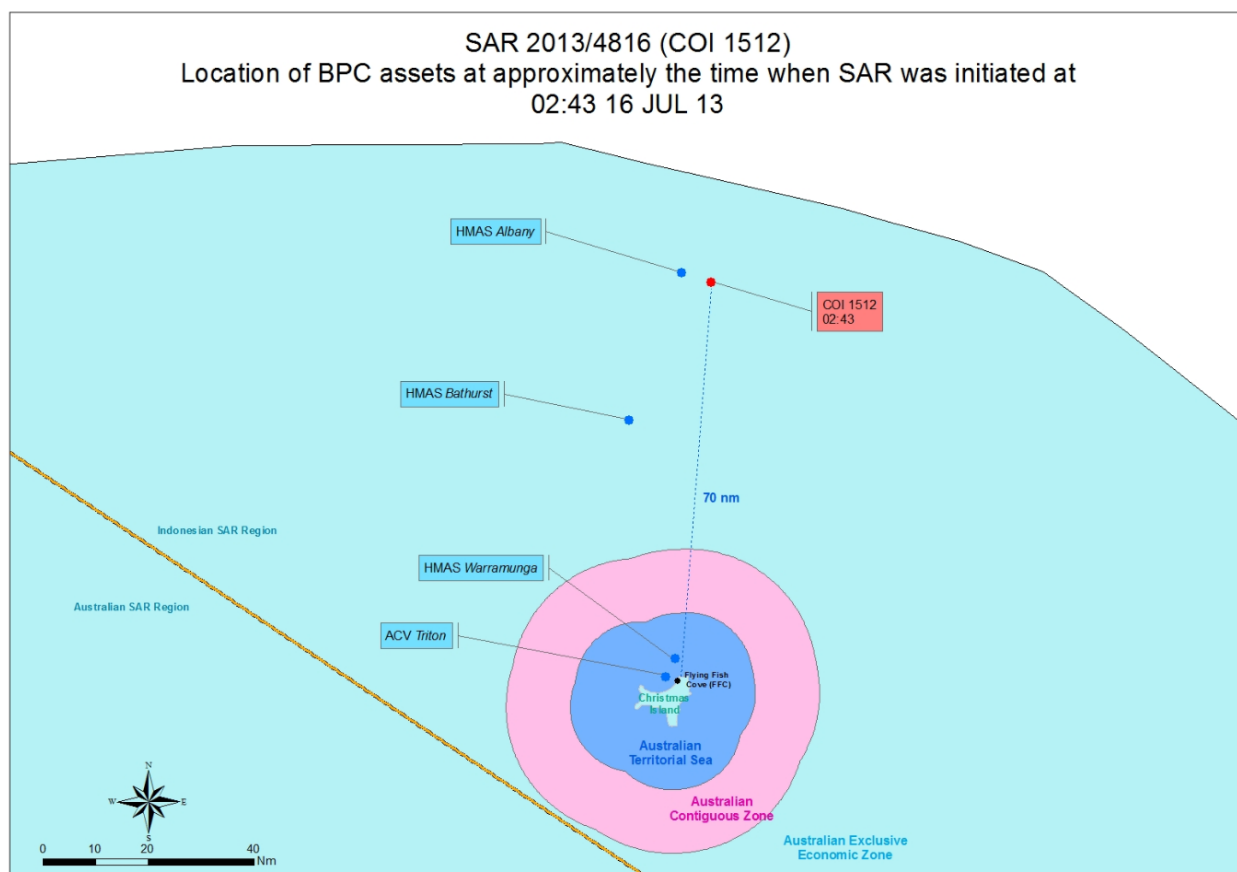 SAR 2013/4816 (COI 1512)
Location of BPC assets at approximately the time when SAR was initiated at
02:43 16 JUL 13
HMAS Albany
COI 1512
02:43
HMAS Bathurst
70 nm
Indonesian SAR Region
HMAS Warramunga
Australian SAR Region
ACV Triton
Flying Fish
Cove (FFC)
Christmas
Island
Australian
Territorial Sea
Australian
Contiguous Zone
Australian Exclusive
Economic Zone
N
W
E
S
0 10 20 40
Nm